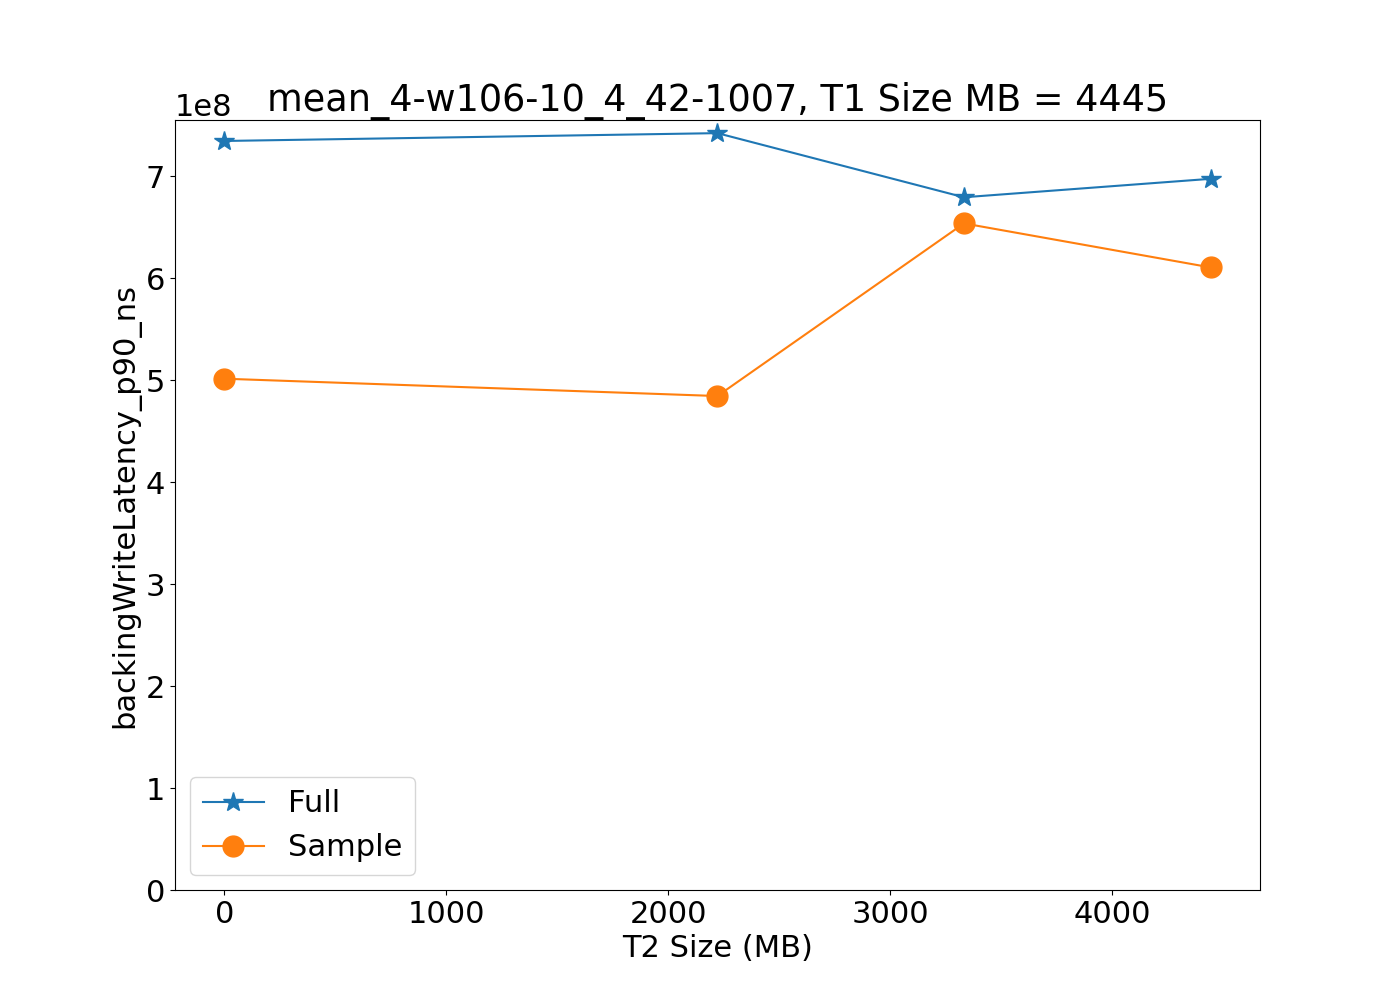 mean_4-w106-10_4_42-1007, T1 Size MB = 4445
1e8
7
6
5
4
3
2
1
0
backingWriteLatency_p90_ns
Full
Sample
0 1000 2000 3000 4000
T2 Size (MB)